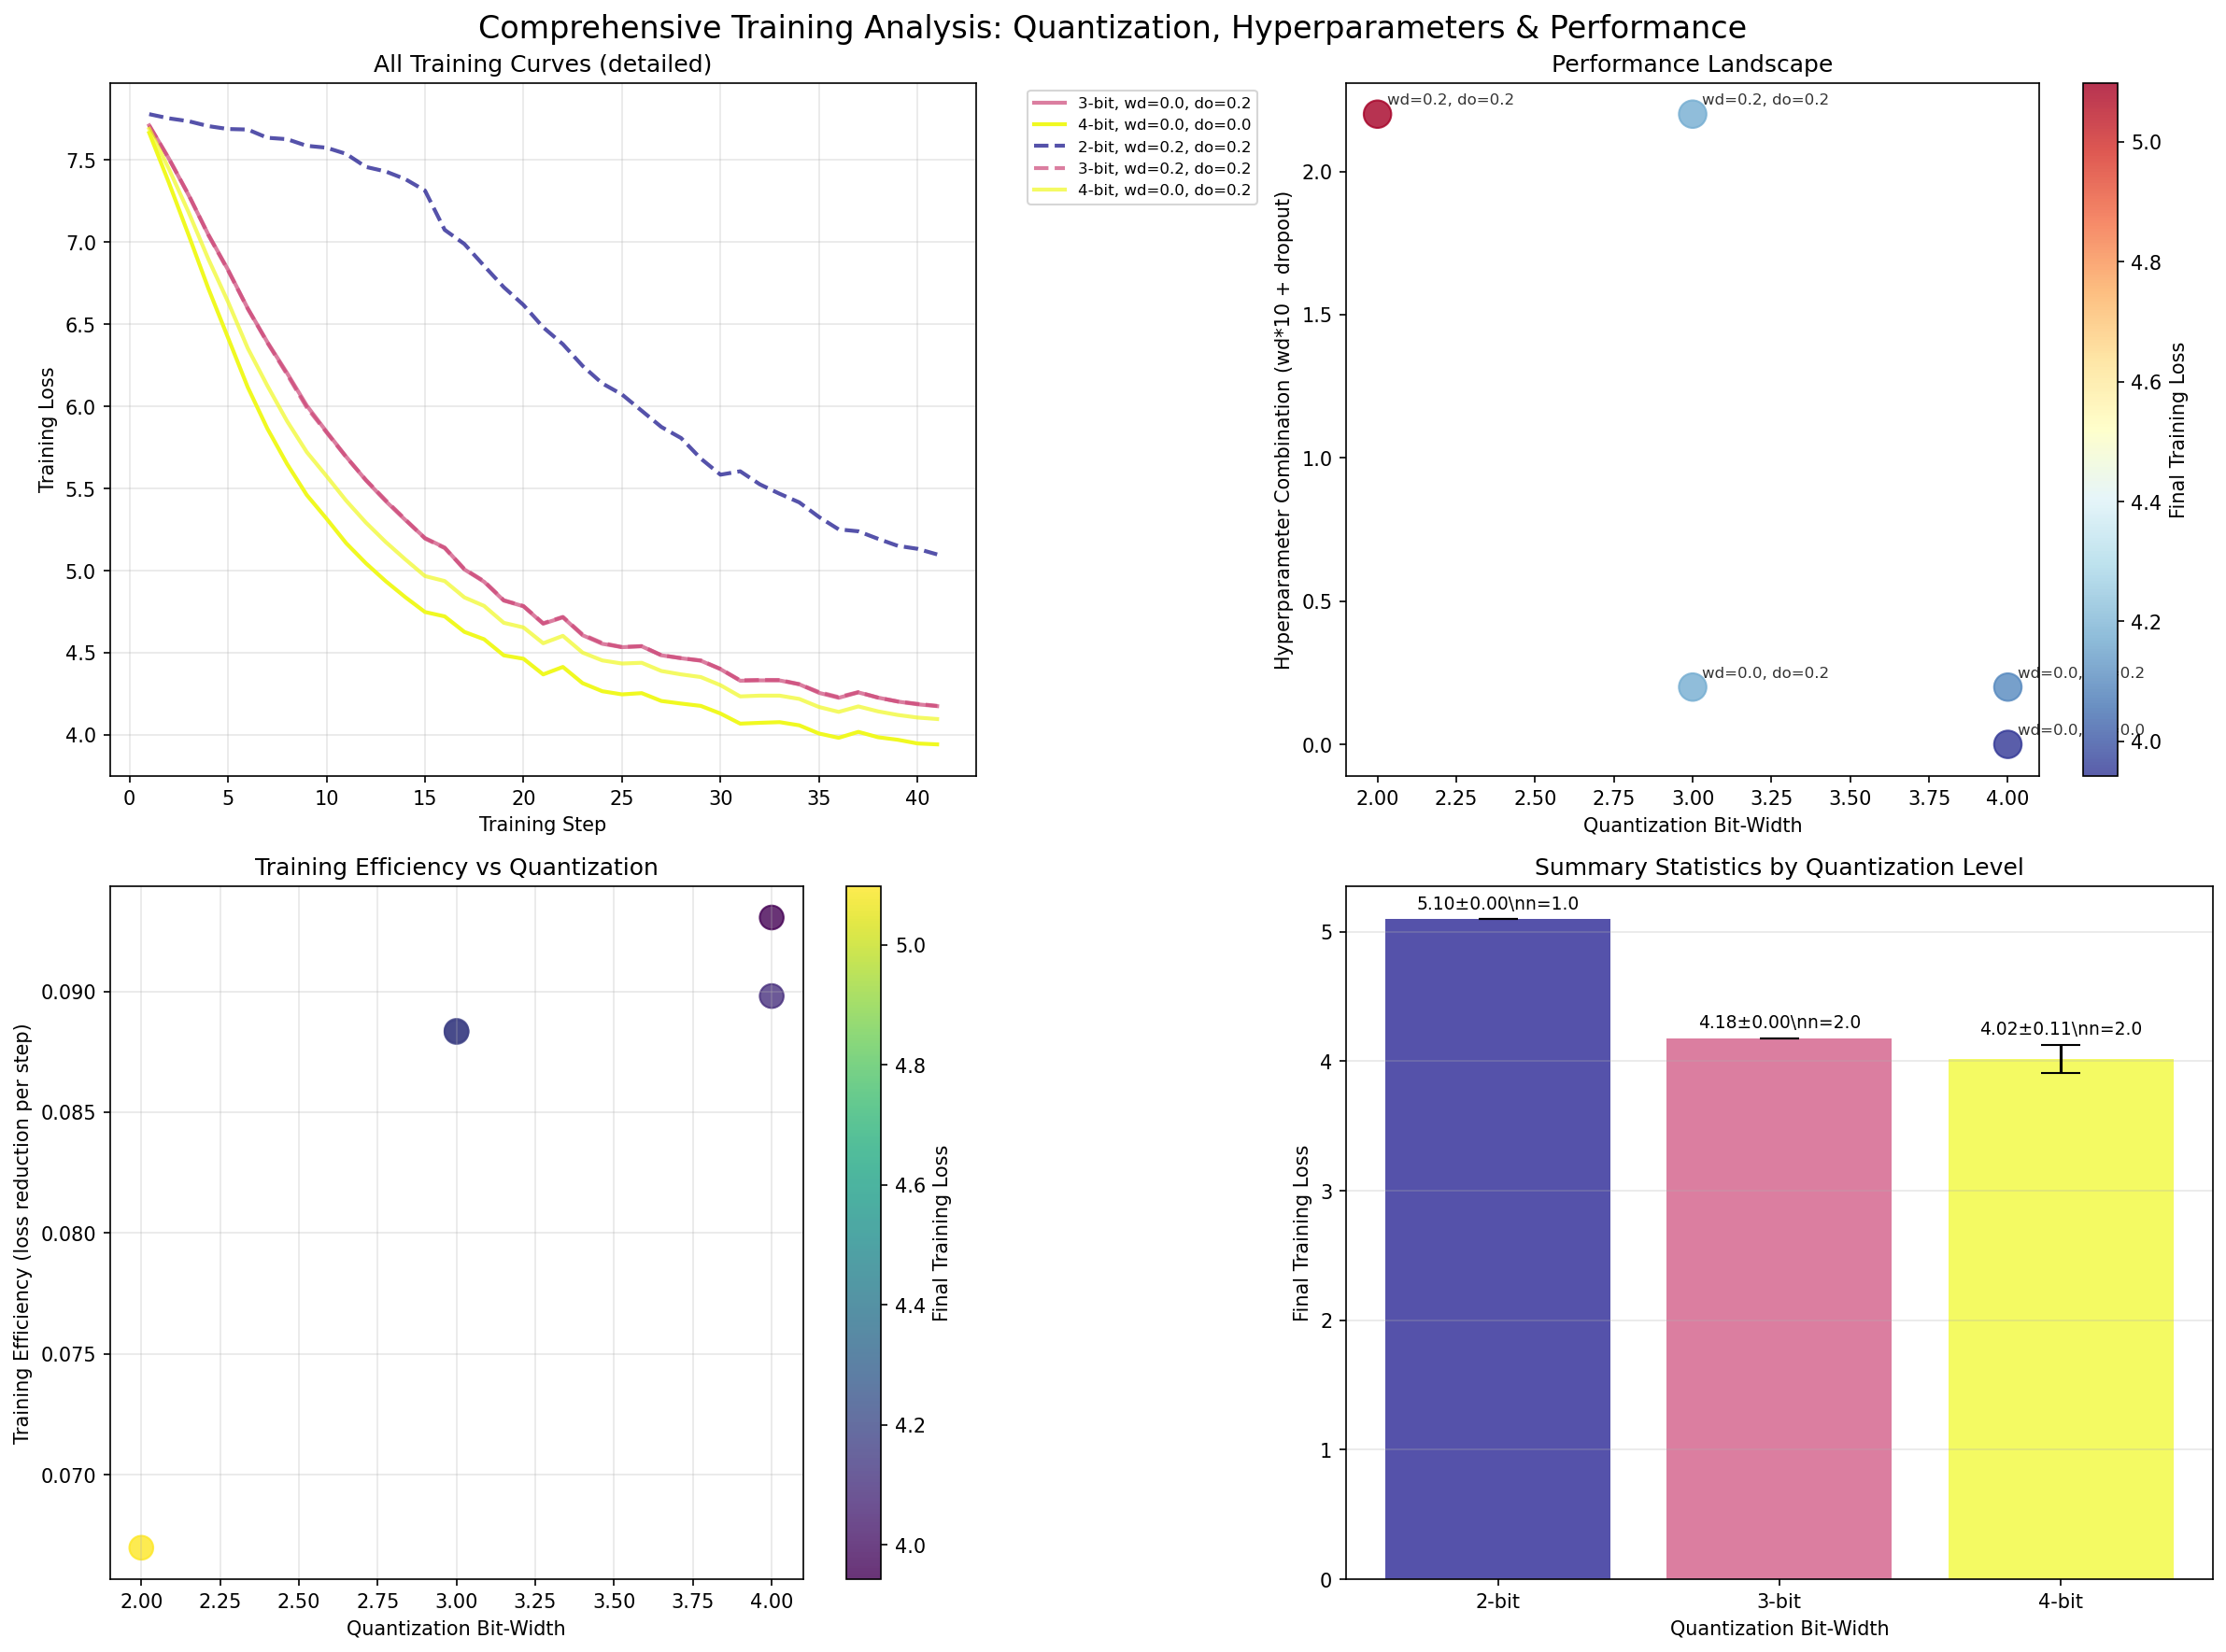 Comprehensive Training Analysis: Quantization, Hyperparameters & Performance
All Training Curves (detailed)
Training Loss
7.5
7.0
6.5
6.0
5.5
5.0
4.5
4.0
0 5 10 15 20 25 30 35 40
Training Step
3-bit, wd=0.0, do=0.2
4-bit, wd=0.0, do=0.0
2-bit, wd=0.2, do=0.2
3-bit, wd=0.2, do=0.2
4-bit, wd=0.0, do=0.2
Performance Landscape
Hyperparameter Combination (wd*10 + dropout)
2.0
1.5
1.0
0.5
0.0
wd=0.2, do=0.2
wd=0.2, do=0.2
wd=0.0, do=0.2
wd=0.0, 0.2
wd=0.0, 0.0
2.00 2.25 2.50 2.75 3.00 3.25 3.50 3.75 4.00
Quantization Bit-Width
5.0
4.8
4.6
4.4
4.2
4.0
Final Training Loss
Training Efficiency vs Quantization
Training Efficiency (loss reduction per step)
0.090
0.085
0.080
0.075
0.070
2.00 2.25 2.50 2.75 3.00 3.25 3.50 3.75 4.00
Quantization Bit-Width
5.0
4.8
4.6
4.4
4.2
4.0
Final Training Loss
Summary Statistics by Quantization Level
Final Training Loss
5
4
3
2
1
0
5.10±0.00\nn=1.0
4.18±0.00\nn=2.0
4.02±0.11\nn=2.0
2-bit 3-bit 4-bit
Quantization Bit-Width